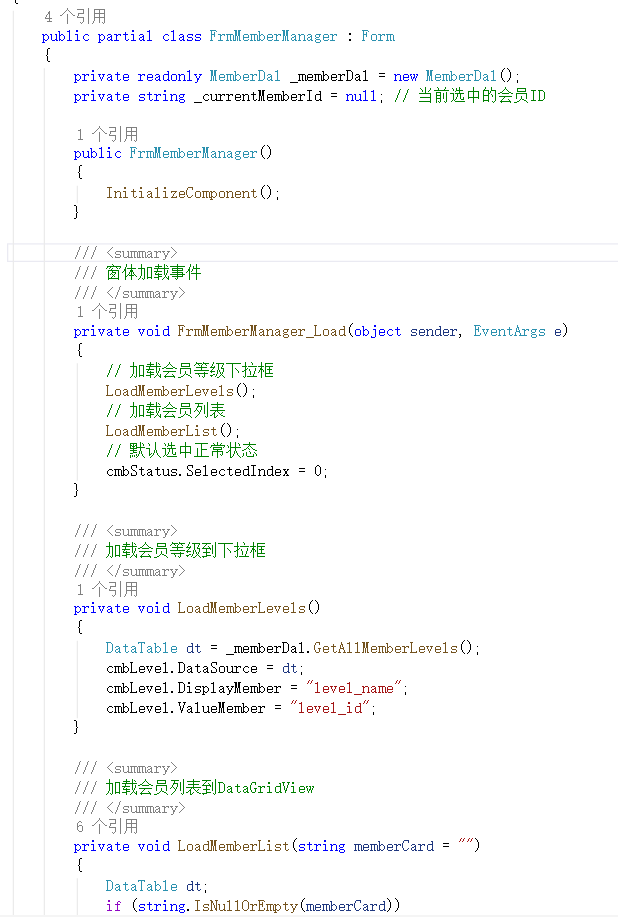 4 个引用
public partial class FrmMemberManager : Form
{
private readonly MemberDal _memberDal = new MemberDal();
private string _currentMemberId = null; // 当前选中的会员ID
1 个引用
public FrmMemberManager()
{
InitializeComponent();
}
/// <summary>
/// 窗体加载事件
/// </summary>
1 个引用
private void FrmMemberManager_Load(object sender, EventArgs e)
{
// 加载会员等级下拉框
LoadMemberLevels();
// 加载会员列表
LoadMemberList();
// 默认选中正常状态
cmbStatus.SelectedIndex = 0;
}
/// <summary>
/// 加载会员等级到下拉框
/// </summary>
1 个引用
private void LoadMemberLevels()
{
DataTable dt = _memberDal.GetAllMemberLevels();
cmbLevel.DataSource = dt;
cmbLevel.DisplayMember = "level_name";
cmbLevel.ValueMember = "level_id";
}
/// <summary>
/// 加载会员列表到DataGridView
/// </summary>
6 个引用
private void LoadMemberList(string memberCard = "")
{
DataTable dt;
if (string.IsNullOrEmpty(memberCard))